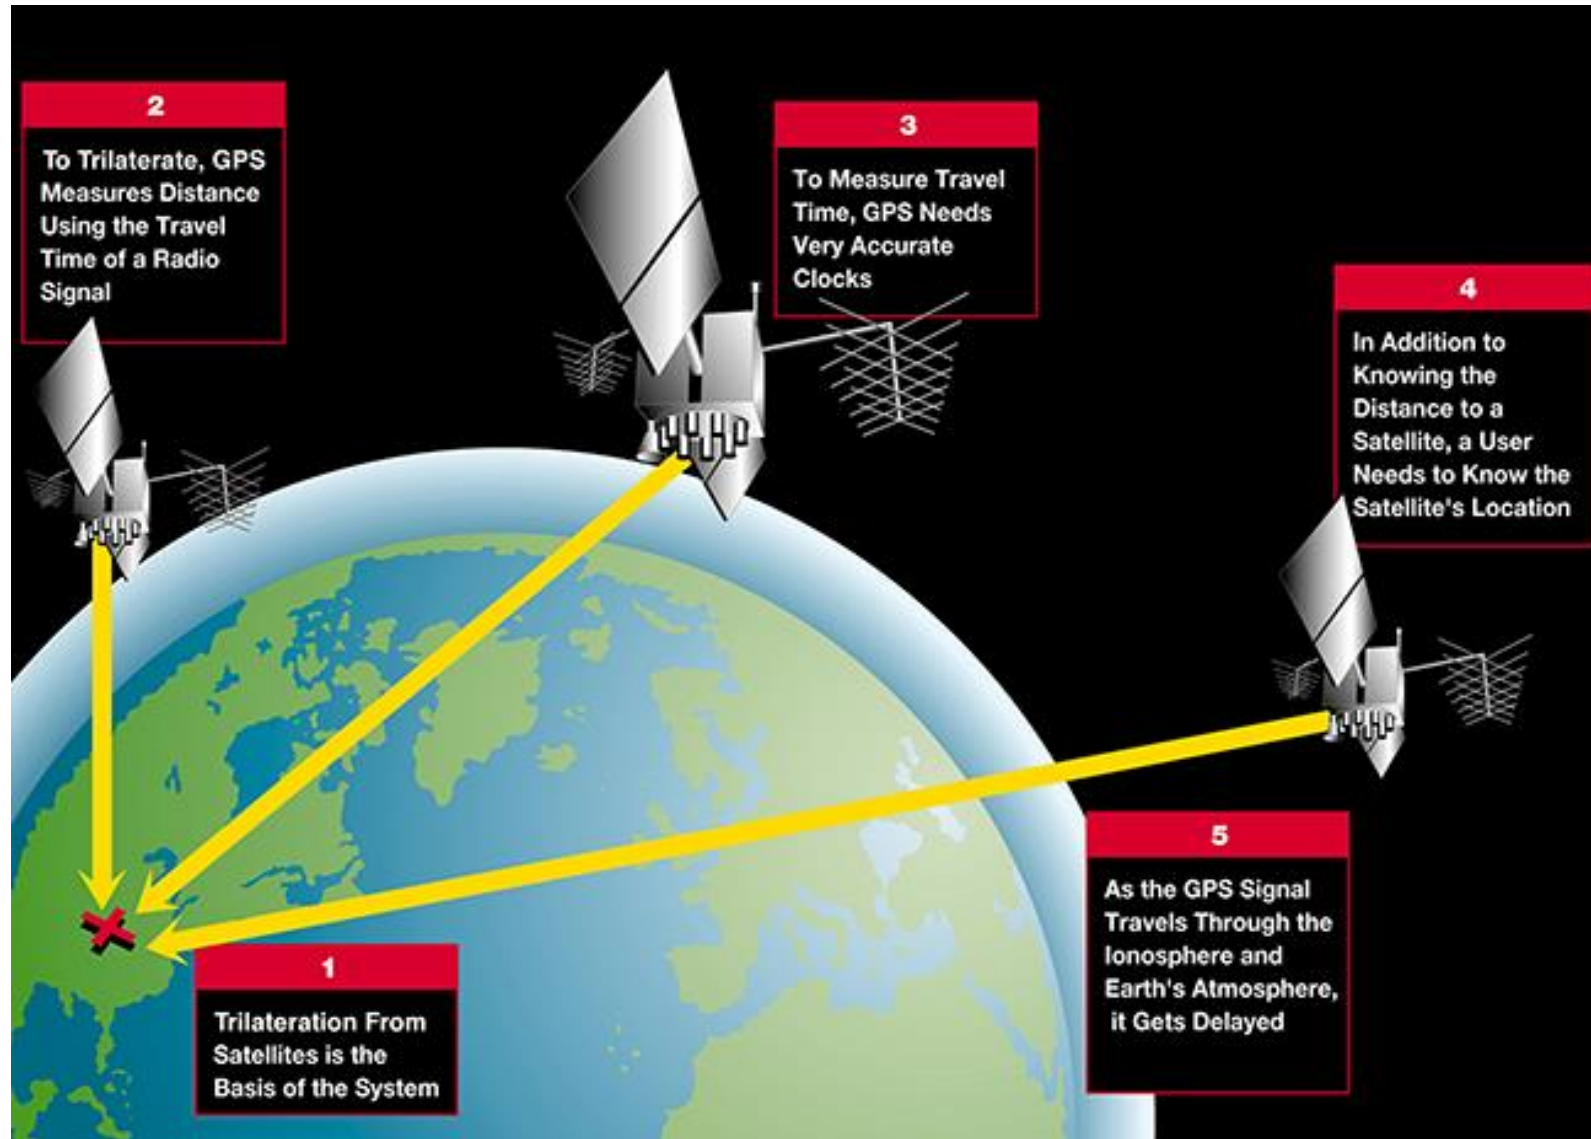 2
To Trilaterate, GPS
Measures Distance
Using the Travel
Time of a Radio
Signal
3
To Measure Travel
Time, GPS Needs
Very Accurate
Clocks
4
In Addition to
Knowing the
Distance to a
Satellite, a User
Needs to Know the
Satellite's Location
5
As the GPS Signal
Travels Through the
Ionosphere and
Earth's Atmosphere,
it Gets Delayed
1
Trilateration From
Satellites is the
Basis of the System